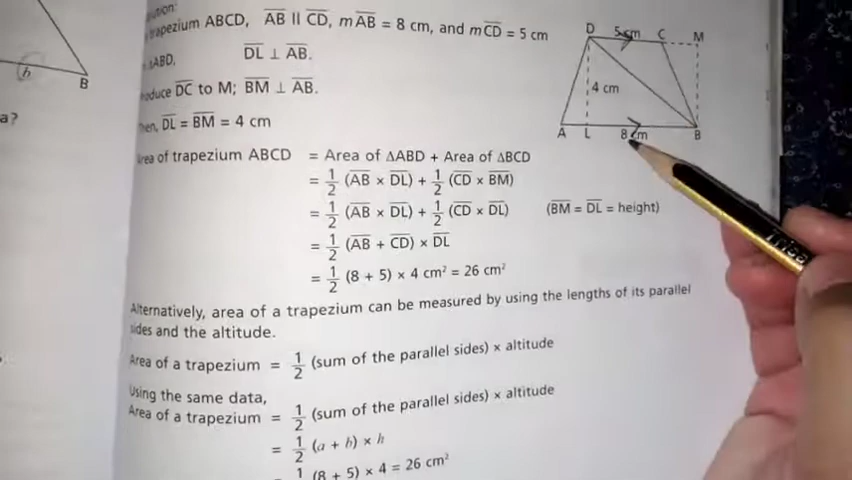 trapezium ABCD, AB || CD, mAB = 8 cm, and mCD = 5 cm
DL ⊥ AB.
DC to M; BM ⊥ AB.
Then, DL = BM = 4 cm
Area of trapezium ABCD = Area of ΔABD + Area of ΔBCD
= 1/2 (AB × DL) + 1/2 (CD × BM)
= 1/2 (AB × DL) + 1/2 (CD × DL) (BM = DL = height)
= 1/2 (AB + CD) × DL
= 1/2 (8 + 5) × 4 cm² = 26 cm²
Alternatively, area of a trapezium can be measured by using the lengths of its parallel
sides and the altitude.
Area of a trapezium = 1/2 (sum of the parallel sides) × altitude
Using the same data,
Area of a trapezium = 1/2 (sum of the parallel sides) × altitude
= 1/2 (a + b) × h
(8 + 5) × 4 = 26 cm²
D 5 cm C M
4 cm
A L 8 cm B
b
B
a?